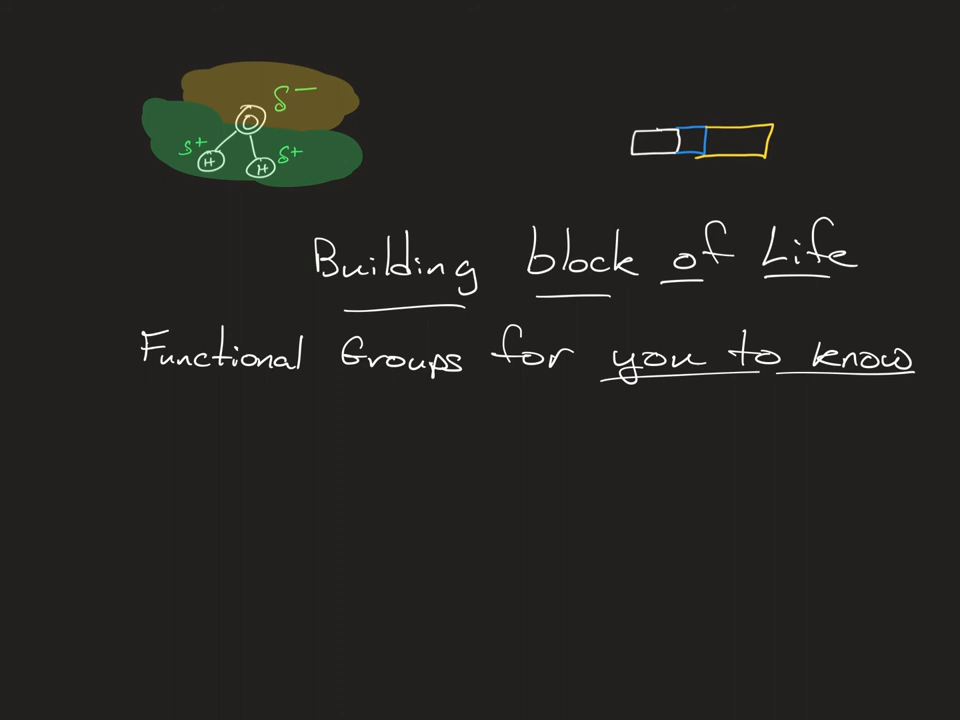 δ-
O
δ+ H H δ+
Building block of Life
Functional Groups for you to know